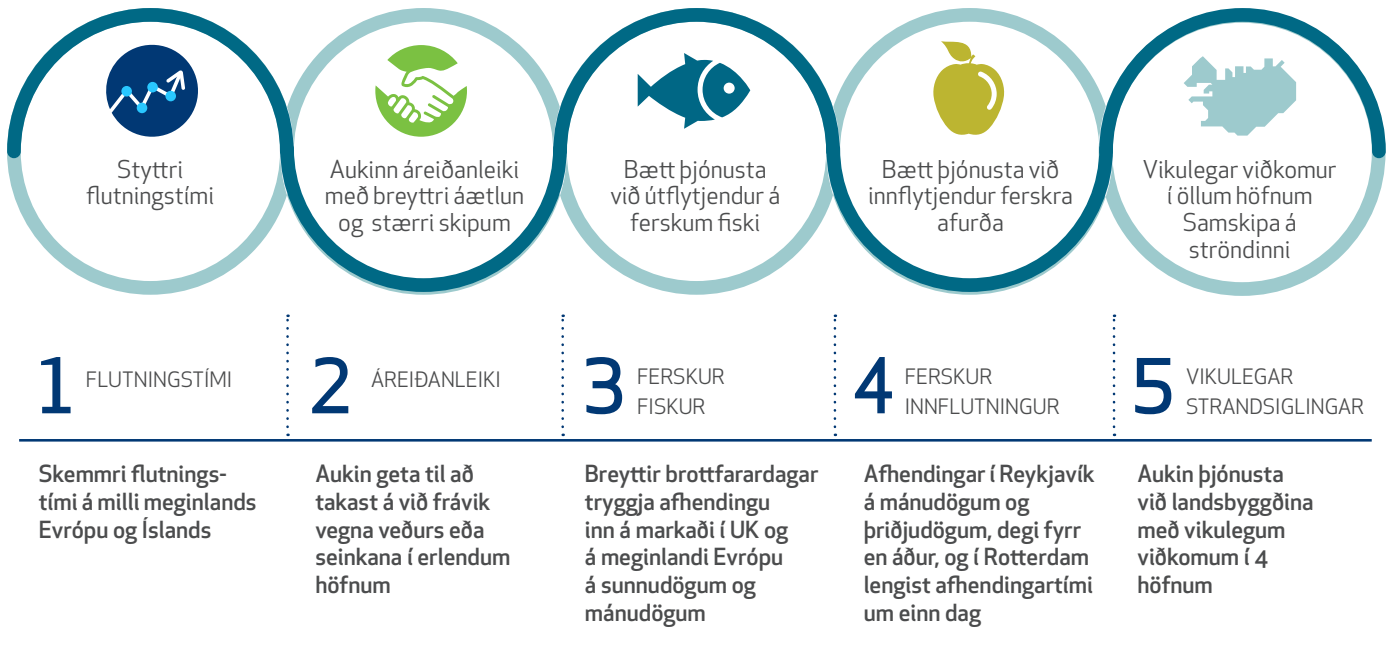 Styttri
flutningstími
Aukinn áreiðanleiki
með breyttri áætlun
og stærri skipum
Bætt þjónusta
við útflytjendur á
ferskum fiski
Bætt þjónusta við
innflytjendur ferskra
afurða
Vikulegar viðkomur
í öllum höfnum
Samskipa á
ströndinni
1 FLUTNINGSTÍMI
2 ÁREIÐANLEIKI
3 FERSKUR
FISKUR
4 FERSKUR
INNFLUTNINGUR
5 VIKULEGAR
STRANDSIGLINGAR
Skemmri flutnings-
tími á milli meginlands
Evrópu og Íslands
Aukin geta til að
takast á við frávik
vegna veðurs eða
seinkana í erlendum
höfnum
Breyttir brottfarardagar
tryggja afhendingu
inn á markaði í UK og
á meginlandi Evrópu
á sunnudögum og
mánudögum
Afhendingar í Reykjavík
á mánudögum og
þriðjudögum, degi fyrr
en áður, og í Rotterdam
lengist afhendingartími
um einn dag
Aukin þjónusta
við landsbyggðina
með vikulegum
viðkomum í 4
höfnum